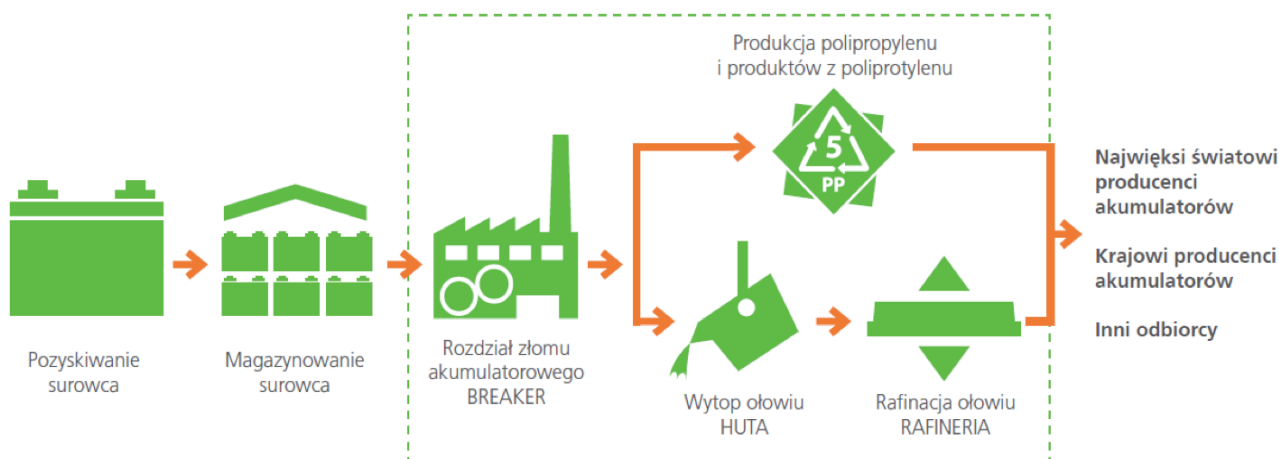 Produkcja polipropylenu
i produktów z poliprotylenu
5
PP
Pozyskiwanie
surowca
Magazynowanie
surowca
Rozdział złomu
akumulatorowego
BREAKER
Wytop ołowiu
HUTA
Rafinacja ołowiu
RAFINERIA
Najwięksi światowi
producenci
akumulatorów
Krajowi producenci
akumulatorów
Inni odbiorcy